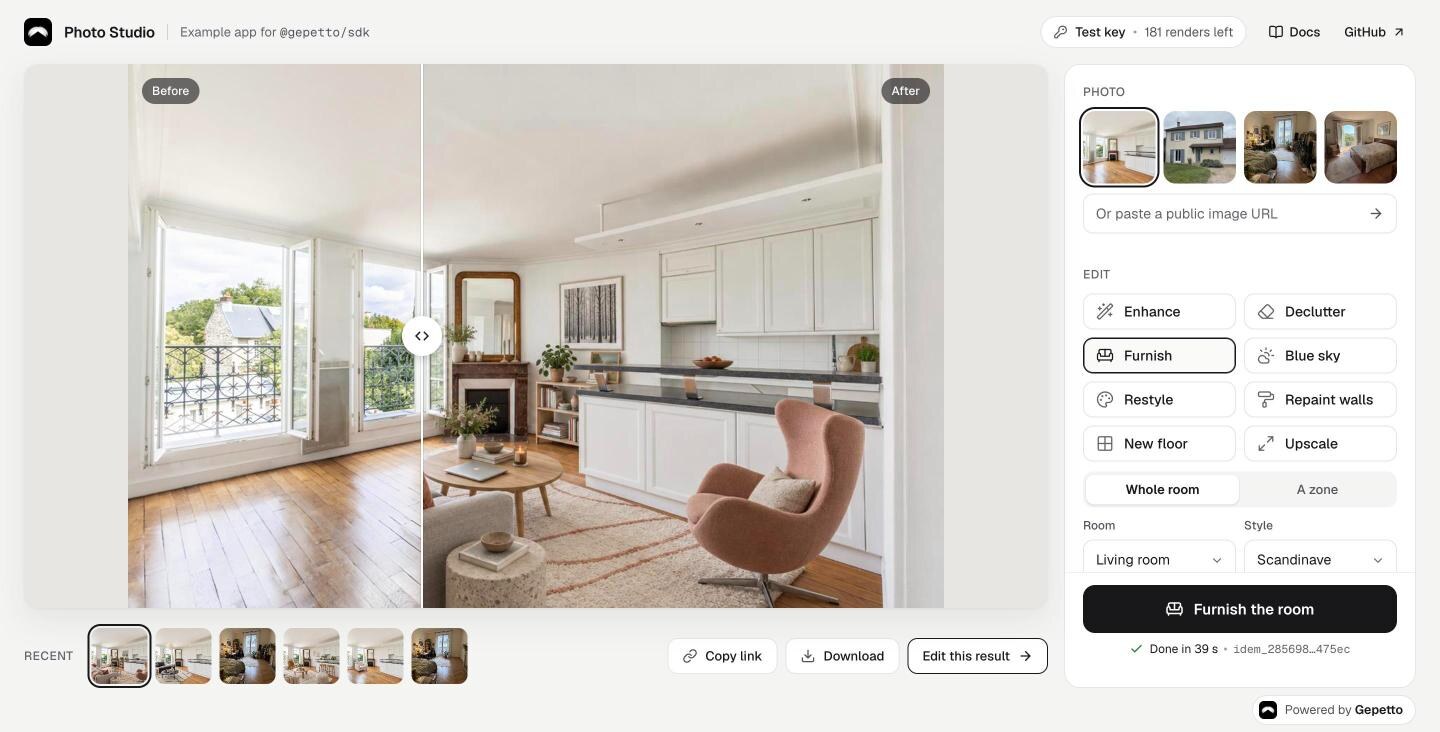 Photo Studio
Example app for @gepetto/sdk
Test key • 181 renders left
Docs
GitHub
Before
After
PHOTO
Or paste a public image URL
EDIT
Enhance
Declutter
Furnish
Blue sky
Restyle
Repaint walls
New floor
Upscale
Whole room
A zone
Room
Style
Living room
Scandinave
Furnish the room
Done in 39 s • idem_285698…475ec
RECENT
Copy link
Download
Edit this result
Powered by Gepetto